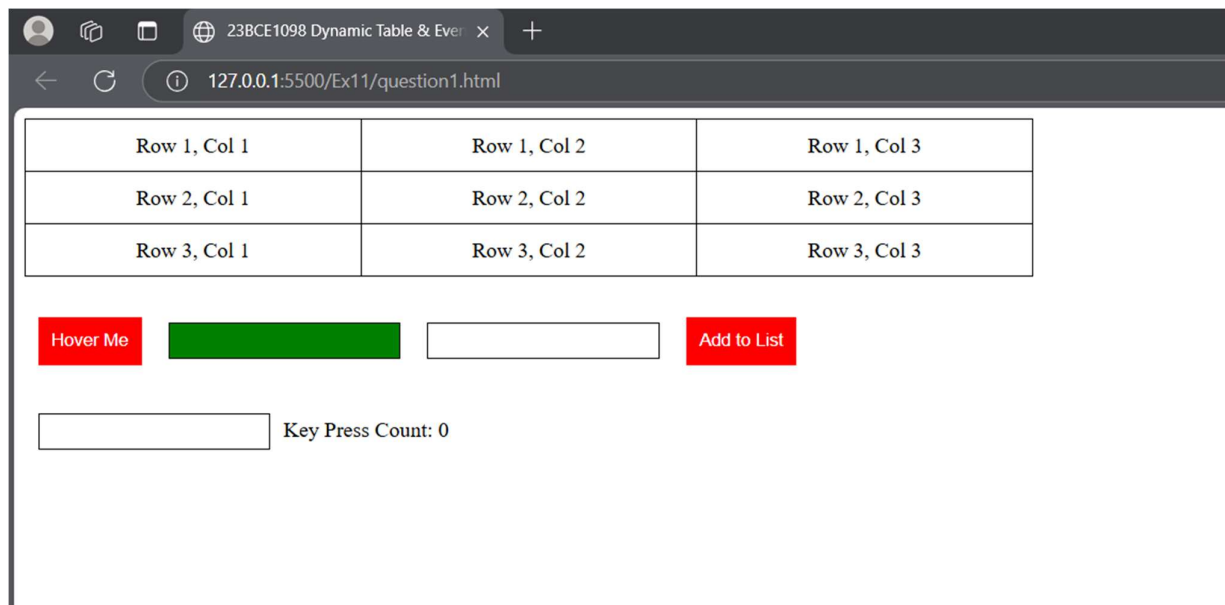 23BCE1098 Dynamic Table & Even
127.0.0.1:5500/Ex11/question1.html
Row 1, Col 1 Row 1, Col 2 Row 1, Col 3
Row 2, Col 1 Row 2, Col 2 Row 2, Col 3
Row 3, Col 1 Row 3, Col 2 Row 3, Col 3
Hover Me Add to List
Key Press Count: 0